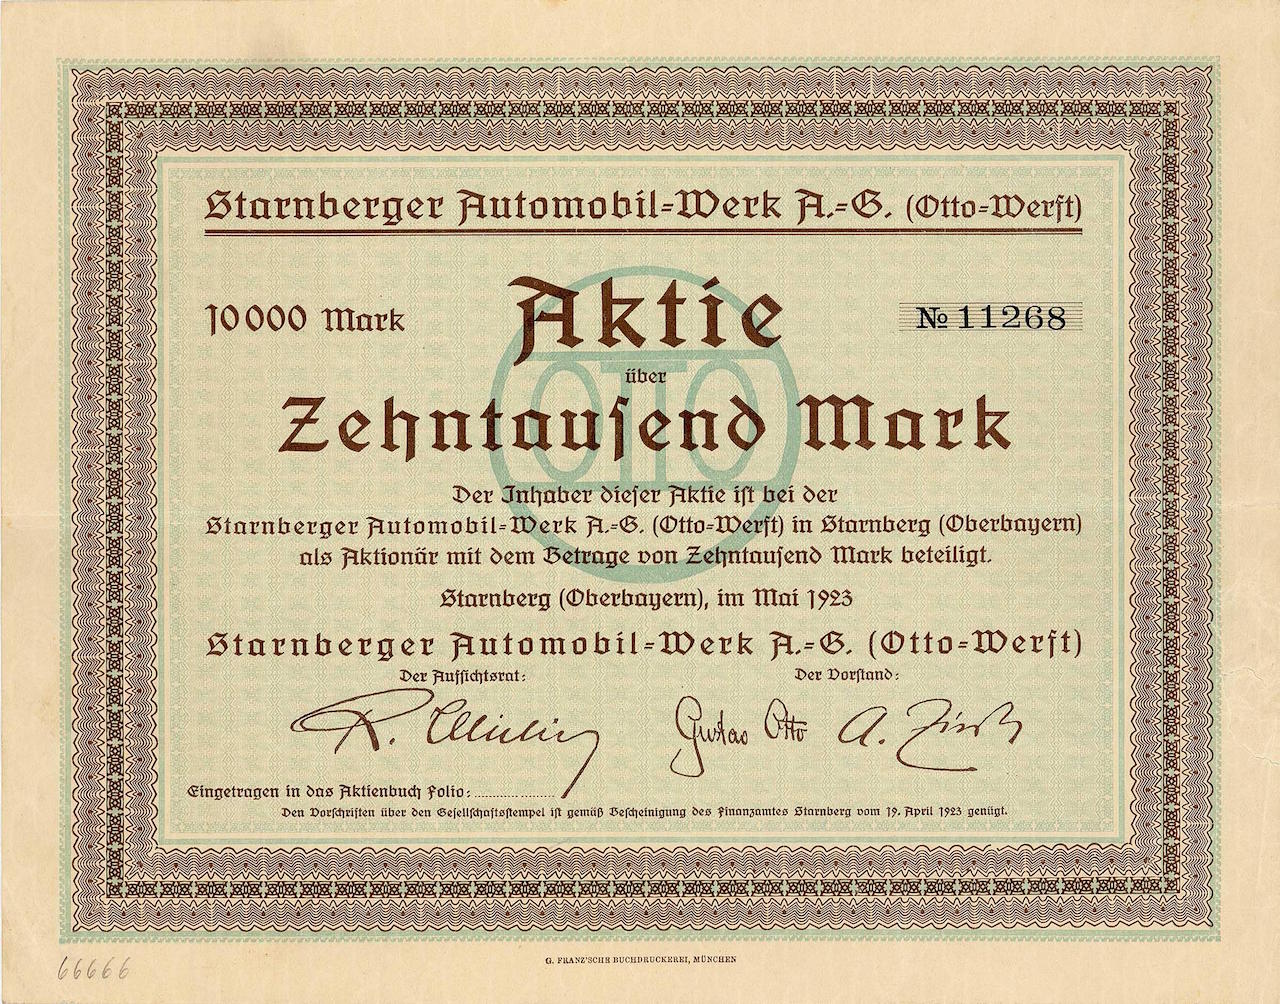 Starnberger Automobil=Werk A.=G. (Otto=Werft)
10000 Mark
Aktie
№ 11268
OTTO
über
Zehntausend Mark
Der Inhaber dieser Aktie ist bei der
Starnberger Automobil=Werk A.=G. (Otto=Werft) in Starnberg (Oberbayern)
als Aktionär mit dem Betrage von Zehntausend Mark beteiligt.
Starnberg (Oberbayern), im Mai 1923
Starnberger Automobil=Werk A.=G. (Otto=Werft)
Der Aufsichtsrat:
Der Vorstand:
R.
Gustav Otto
A.
Eingetragen in das Aktienbuch Folio:
Den Vorschriften über den Gesellschaftsstempel ist gemäß Bescheinigung des Finanzamtes Starnberg vom 19. April 1923 genügt.
G. FRANZ'SCHE BUCHDRUCKEREI, MÜNCHEN
66666